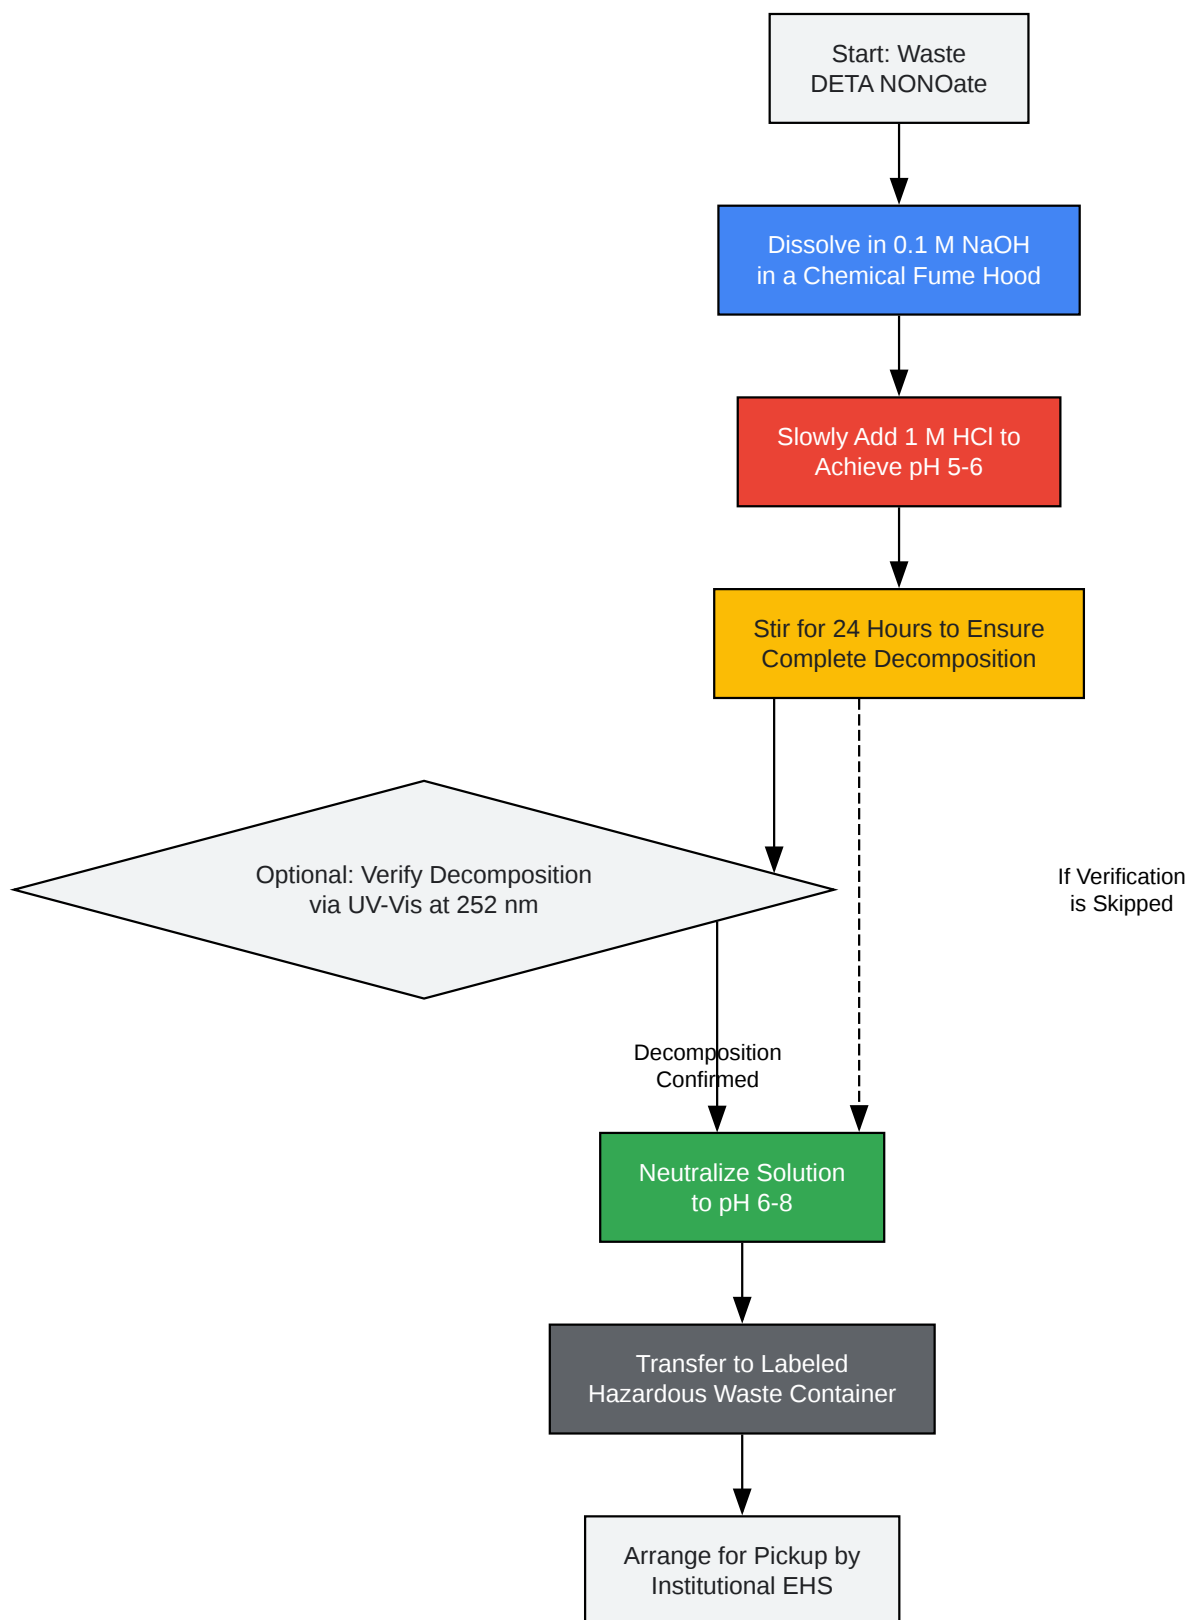 Start: Waste
DETA NONOate
Dissolve in 0.1 M NaOH
in a Chemical Fume Hood
Slowly Add 1 M HCl to
Achieve pH 5-6
Stir for 24 Hours to Ensure
Complete Decomposition
Optional: Verify Decomposition
via UV-Vis at 252 nm
If Verification
is Skipped
Decomposition
Confirmed
Neutralize Solution
to pH 6-8
Transfer to Labeled
Hazardous Waste Container
Arrange for Pickup by
Institutional EHS